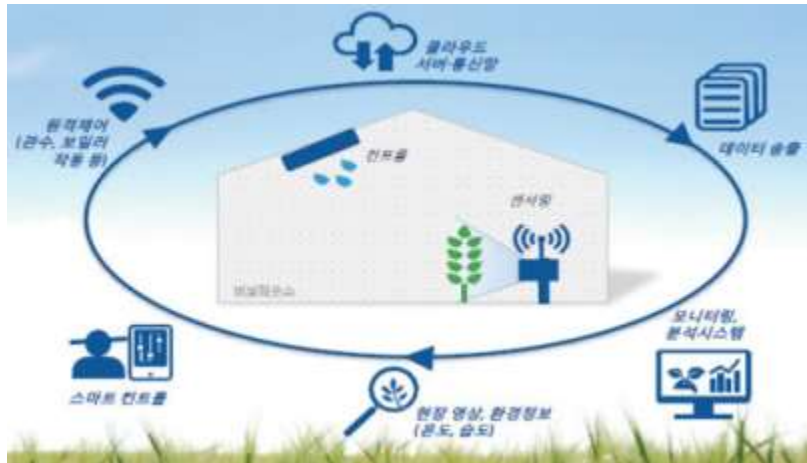 클라우드
서버·통신망
원격제어
(관수, 보일러
작동 등)
데이터 송출
컨트롤
센서링
비닐하우스
모니터링,
분석시스템
스마트 컨트롤
현장 영상, 환경정보
(온도, 습도)